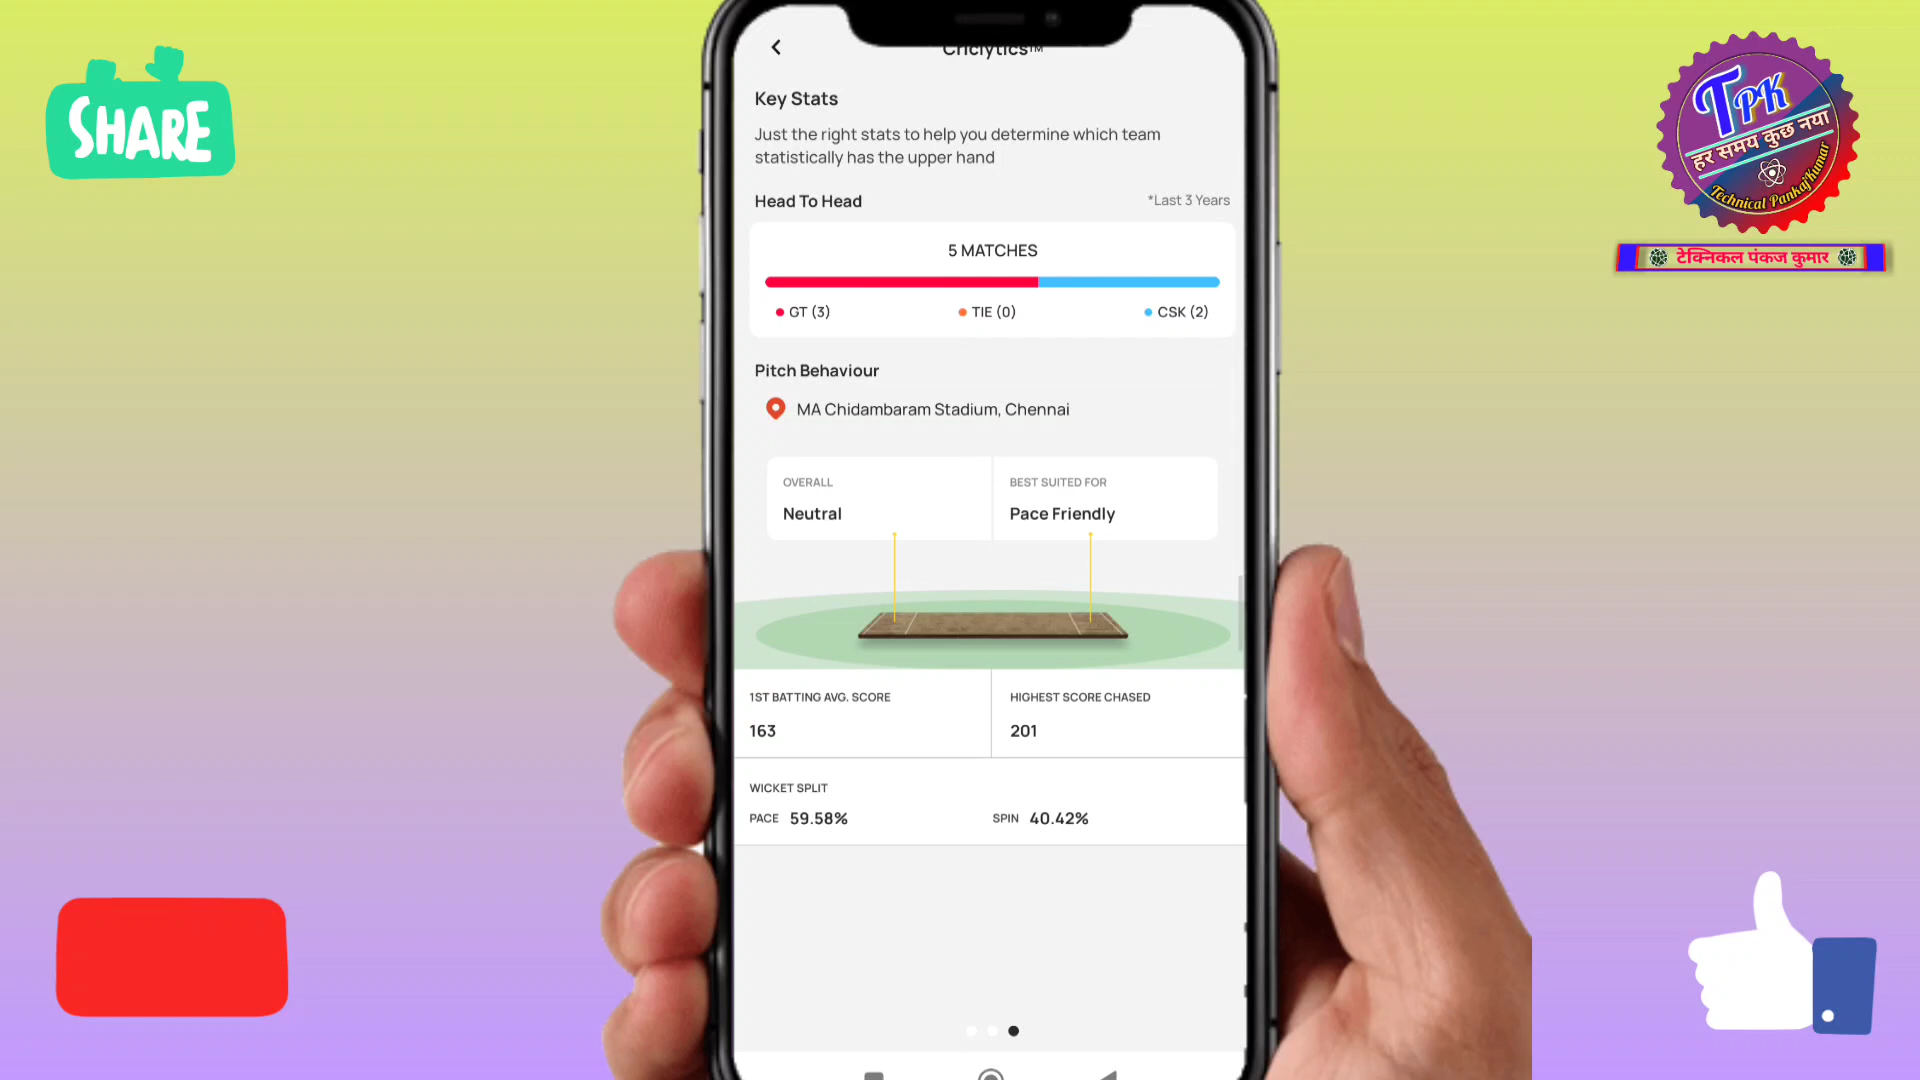 SHARE
Criclytics™
Key Stats
Just the right stats to help you determine which team
statistically has the upper hand
Head To Head
*Last 3 Years
5 MATCHES
GT (3)
TIE (0)
CSK (2)
Pitch Behaviour
MA Chidambaram Stadium, Chennai
OVERALL
Neutral
BEST SUITED FOR
Pace Friendly
1ST BATTING AVG. SCORE
163
HIGHEST SCORE CHASED
201
WICKET SPLIT
PACE 59.58%
SPIN 40.42%
TPK
हर समय कुछ नया
Technical PankajKumar
टेक्निकल पंकज कुमार